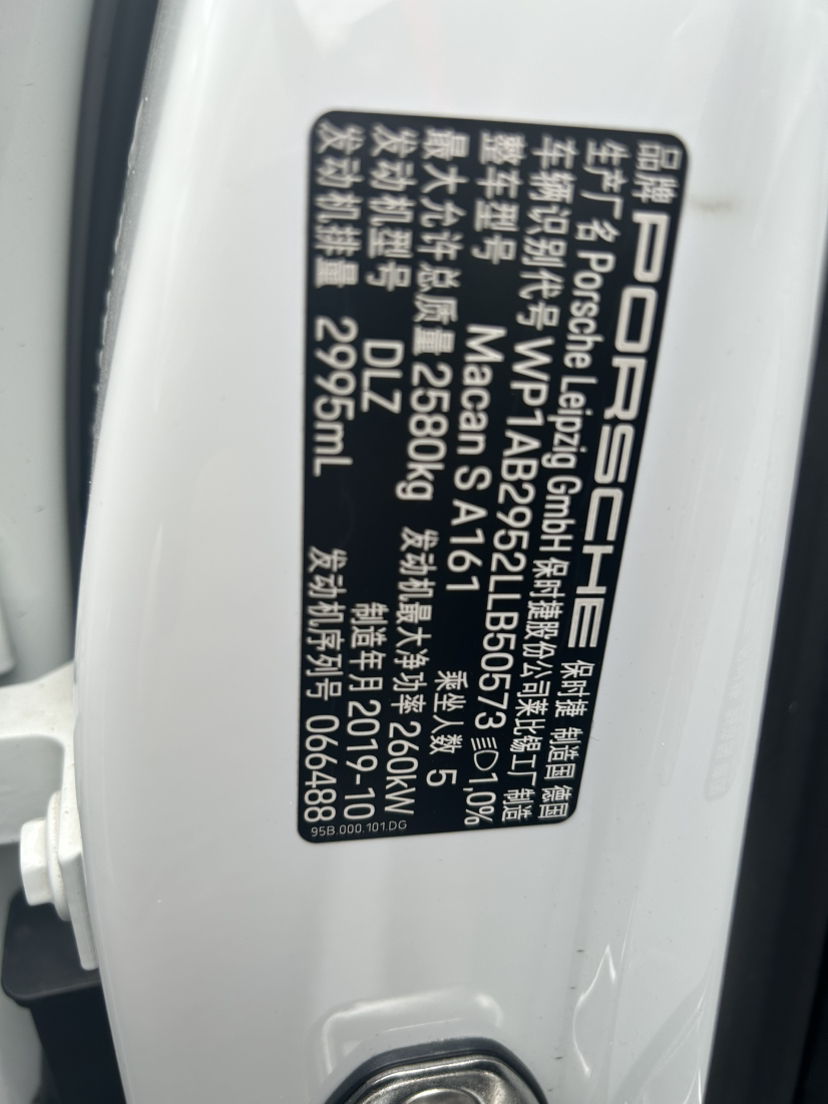 品牌 PORSCHE 保时捷 制造国 德国
生产厂名 Porsche Leipzig GmbH 保时捷股份公司莱比锡工厂 制造
车辆识别代号 WP1AB2952LLB50573 1,0%
整车型号 Macan S A161 乘坐人数 5
最大允许总质量 2580kg 发动机最大净功率 260kW
发动机型号 DLZ 制造年月 2019-10
发动机排量 2995mL 发动机序列号 066488
95B.000.101.DG